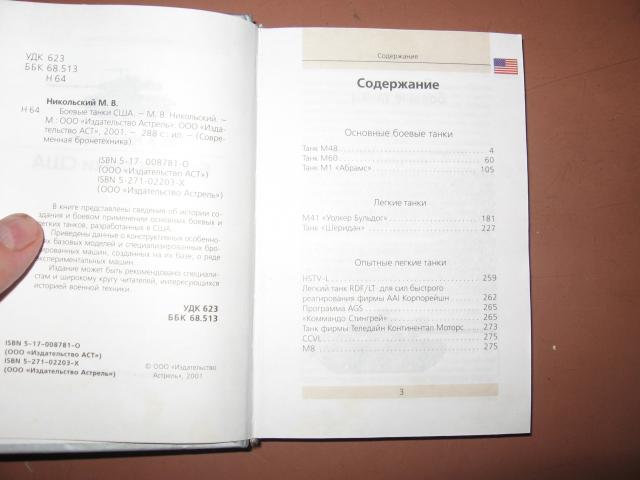 УДК 623
ББК 68.513
Н 64
Никольский М. В.
Н 64
Боевые танки США. — М. В. Никольский. —
М.: ООО «Издательство Астрель», ООО «Изда-
тельство АСТ», 2001. — 288 с.: ил. — (Совре-
менная бронетехника).
ISBN 5-17- 008781-0
(ООО «Издательство АСТ»)
ISBN 5-271-02203-X
(ООО «Издательство Астрель»)
В книге представлены сведения об истории со-
здания и боевом применении основных боевых и
легких танков, разработанных в США.
Приведены данные о конструктивных особенно-
базовых моделей и специализированных бро-
машин, созданных на их базе, о ряде
экспериментальных машин.
Издание может быть рекомендовано специали-
стам и широкому кругу читателей, интересующихся
историей военной техники.
УДК 623
ББК 68.513
ISBN 5-17-008781-0
(ООО «Издательство АСТ»)
ISBN 5-271-02203-X
(ООО «Издательство Астрель»)
© ООО «Издательство
Астрель», 2001
Содержание
Содержание
Основные боевые танки
Танк М48 4
Танк М60 60
Танк М1 «Абрамс» 105
Легкие танки
М41 «Уолкер Бульдог» 181
Танк «Шеридан» 227
Опытные легкие танки
HSTV-L 259
Легкий танк RDF/LT для сил быстрого
реагирования фирмы AAI Корпорейшн 262
Программа AGS 265
«Коммандо Стингрей» 265
Танк фирмы Теледайн Континентал Моторс 273
CCVL 275
М8 275
3